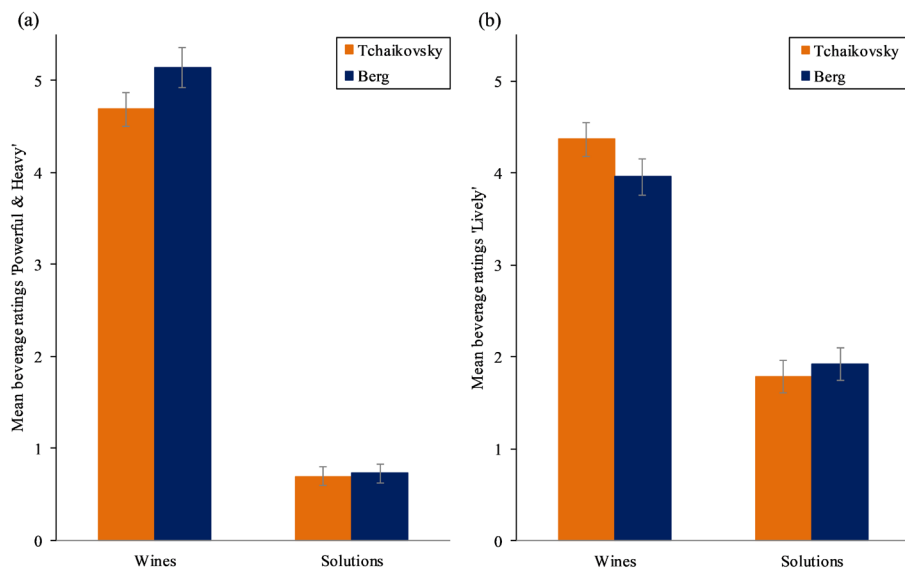 (a)
Mean beverage ratings 'Powerful & Heavy'
5
4
3
2
1
0
Tchaikovsky
Berg
Wines
Solutions
(b)
Mean beverage ratings 'Lively'
5
4
3
2
1
0
Tchaikovsky
Berg
Wines
Solutions